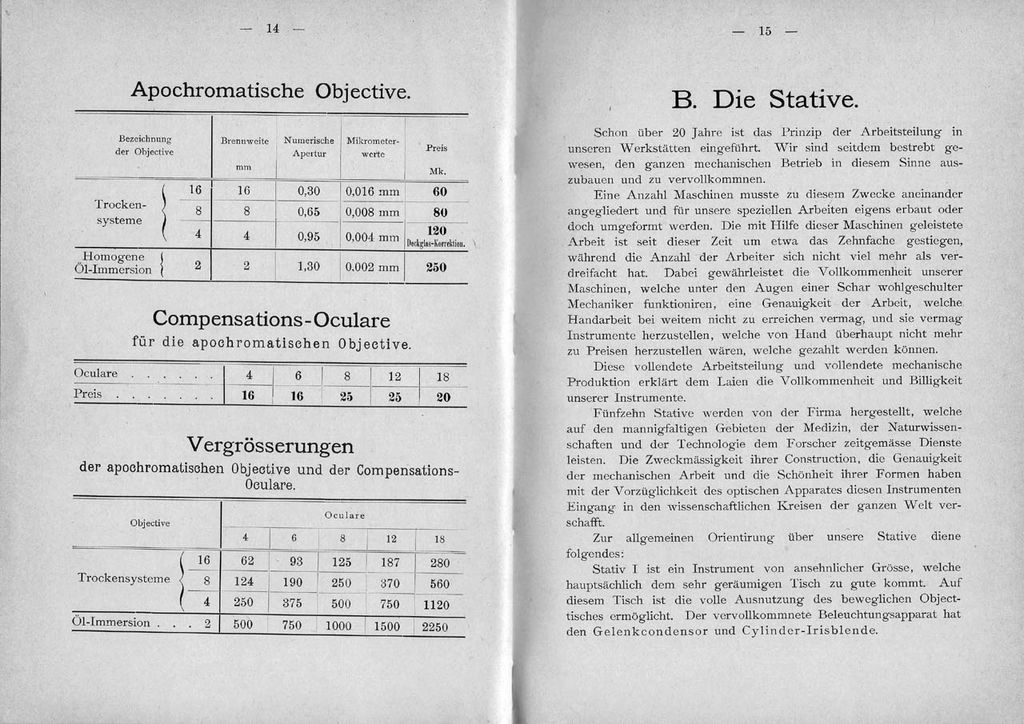 — 14 —
Apochromatische Objective.
Bezeichnung der Objective | Brennweite mm | Numerische Apertur | Mikrometer-werte | Preis Mk.
Trocken-systeme { 16 | 16 | 0,30 | 0,016 mm | 60
8 | 8 | 0,65 | 0,008 mm | 80
4 | 4 | 0,95 | 0,004 mm | 120 Deckglas-Korrektion.
Homogene Öl-Immersion { 2 | 2 | 1,30 | 0.002 mm | 250
Compensations-Oculare
für die apochromatischen Objective.
Oculare . . . . . . | 4 | 6 | 8 | 12 | 18
Preis . . . . . . . | 16 | 16 | 25 | 25 | 20
Vergrösserungen
der apochromatischen Objective und der Compensations-
Oculare.
Objective | Oculare
4 | 6 | 8 | 12 | 18
Trockensysteme { 16 | 62 | 93 | 125 | 187 | 280
8 | 124 | 190 | 250 | 370 | 560
4 | 250 | 375 | 500 | 750 | 1120
Öl-Immersion . . . 2 | 500 | 750 | 1000 | 1500 | 2250
— 15 —
B. Die Stative.
Schon über 20 Jahre ist das Prinzip der Arbeitsteilung in
unseren Werkstätten eingeführt. Wir sind seitdem bestrebt ge-
wesen, den ganzen mechanischen Betrieb in diesem Sinne aus-
zubauen und zu vervollkommnen.
Eine Anzahl Maschinen musste zu diesem Zwecke aneinander
angegliedert und für unsere speziellen Arbeiten eigens erbaut oder
doch umgeformt werden. Die mit Hilfe dieser Maschinen geleistete
Arbeit ist seit dieser Zeit um etwa das Zehnfache gestiegen,
während die Anzahl der Arbeiter sich nicht viel mehr als ver-
dreifacht hat. Dabei gewährleistet die Vollkommenheit unserer
Maschinen, welche unter den Augen einer Schar wohlgeschulter
Mechaniker funktioniren, eine Genauigkeit der Arbeit, welche
Handarbeit bei weitem nicht zu erreichen vermag, und sie vermag
Instrumente herzustellen, welche von Hand überhaupt nicht mehr
zu Preisen herzustellen wären, welche gezahlt werden können.
Diese vollendete Arbeitsteilung und vollendete mechanische
Produktion erklärt dem Laien die Vollkommenheit und Billigkeit
unserer Instrumente.
Fünfzehn Stative werden von der Firma hergestellt, welche
auf den mannigfaltigen Gebieten der Medizin, der Naturwissen-
schaften und der Technologie dem Forscher zeitgemässe Dienste
leisten. Die Zweckmässigkeit ihrer Construction, die Genauigkeit
der mechanischen Arbeit und die Schönheit ihrer Formen haben
mit der Vorzüglichkeit des optischen Apparates diesen Instrumenten
Eingang in den wissenschaftlichen Kreisen der ganzen Welt ver-
schafft.
Zur allgemeinen Orientirung über unsere Stative diene
folgendes:
Stativ I ist ein Instrument von ansehnlicher Grösse, welche
hauptsächlich dem sehr geräumigen Tisch zu gute kommt. Auf
diesem Tisch ist die volle Ausnutzung des beweglichen Object-
tisches ermöglicht. Der vervollkommnete Beleuchtungsapparat hat
den Gelenkcondensor und Cylinder-Irisblende.